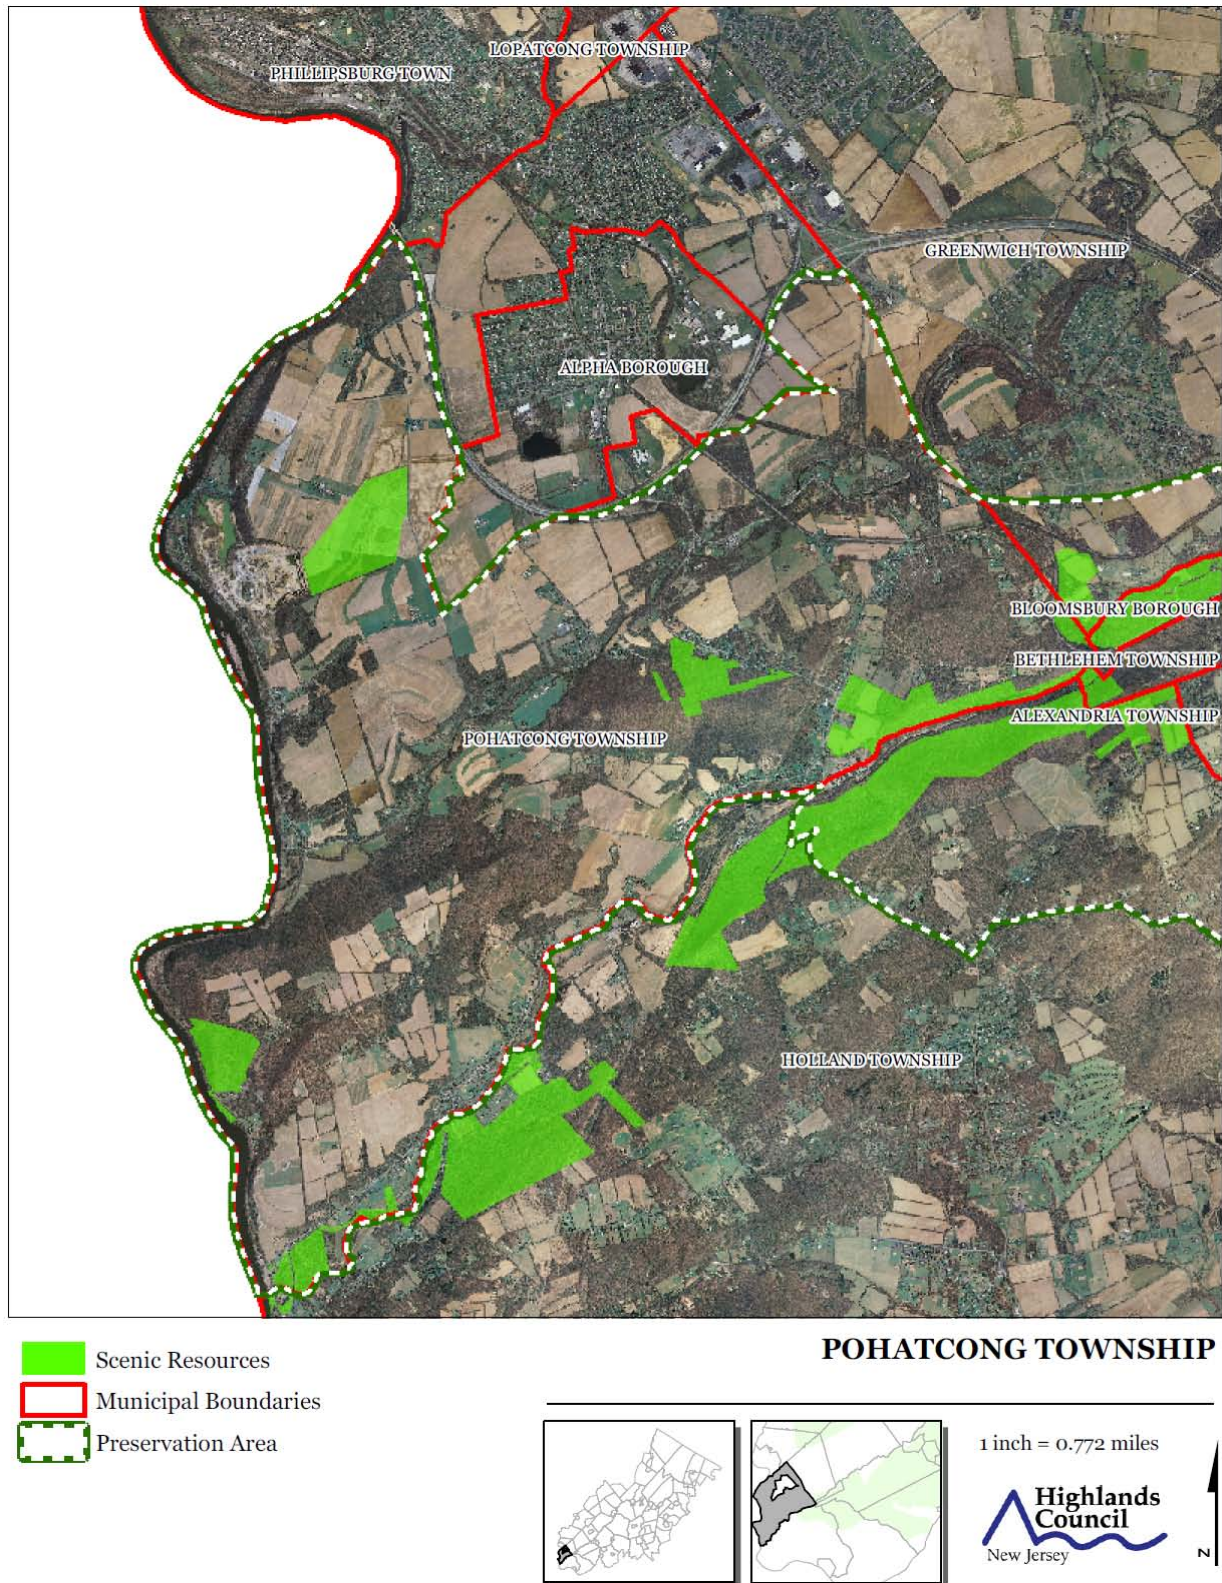 LOPATCONG TOWNSHIP
PHILLIPSBURG TOWN
GREENWICH TOWNSHIP
ALPHA BOROUGH
BLOOMSBURY BOROUGH
BETHLEHEM TOWNSHIP
ALEXANDRIA TOWNSHIP
POHATCONG TOWNSHIP
HOLLAND TOWNSHIP
POHATCONG TOWNSHIP
Scenic Resources
Municipal Boundaries
Preservation Area
1 inch = 0.772 miles
Highlands
Council
New Jersey
N